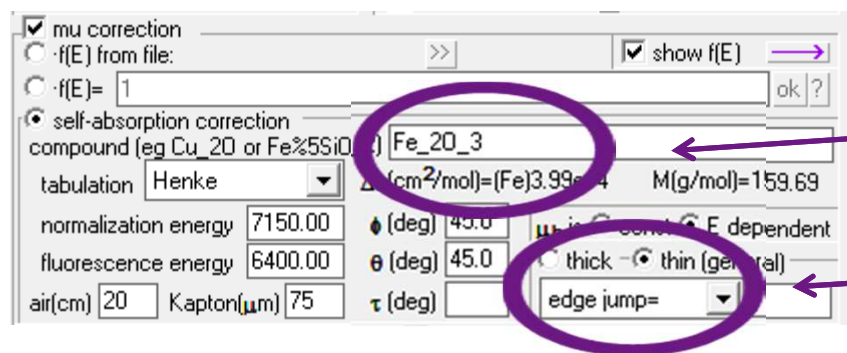 mu correction
·f(E) from file: >> show f(E)
·f(E)= 1 ok ?
self-absorption correction
compound (eg Cu_2O or Fe%5SiO Fe_2O_3
tabulation Henke (cm²/mol)=(Fe)3.99e 4 M(g/mol)=159.69
normalization energy 7150.00 ϕ (deg) 45.0 E dependent
fluorescence energy 6400.00 θ (deg) 45.0 thick thin (general)
air(cm) 20 Kapton(µm) 75 τ (deg) edge jump=